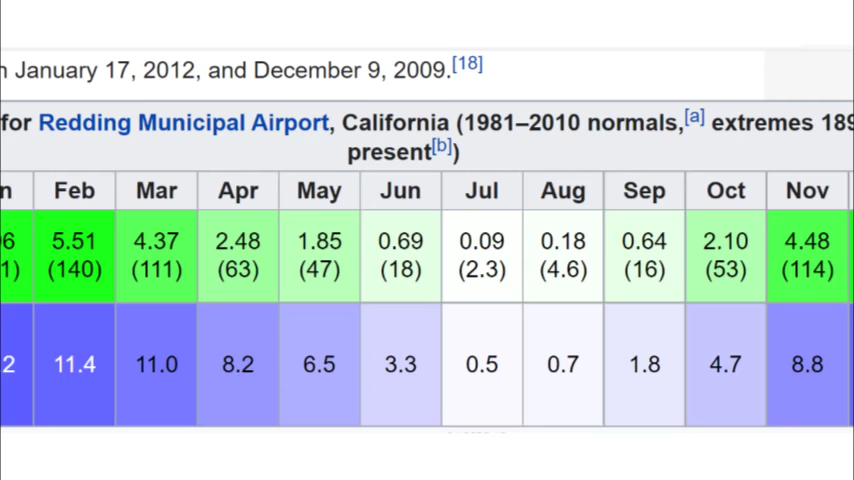 January 17, 2012, and December 9, 2009.[18]
for Redding Municipal Airport, California (1981–2010 normals,[a] extremes
present[b])
Feb Mar Apr May Jun Jul Aug Sep Oct Nov
6 5.51 4.37 2.48 1.85 0.69 0.09 0.18 0.64 2.10 4.48
1) (140) (111) (63) (47) (18) (2.3) (4.6) (16) (53) (114)
2 11.4 11.0 8.2 6.5 3.3 0.5 0.7 1.8 4.7 8.8